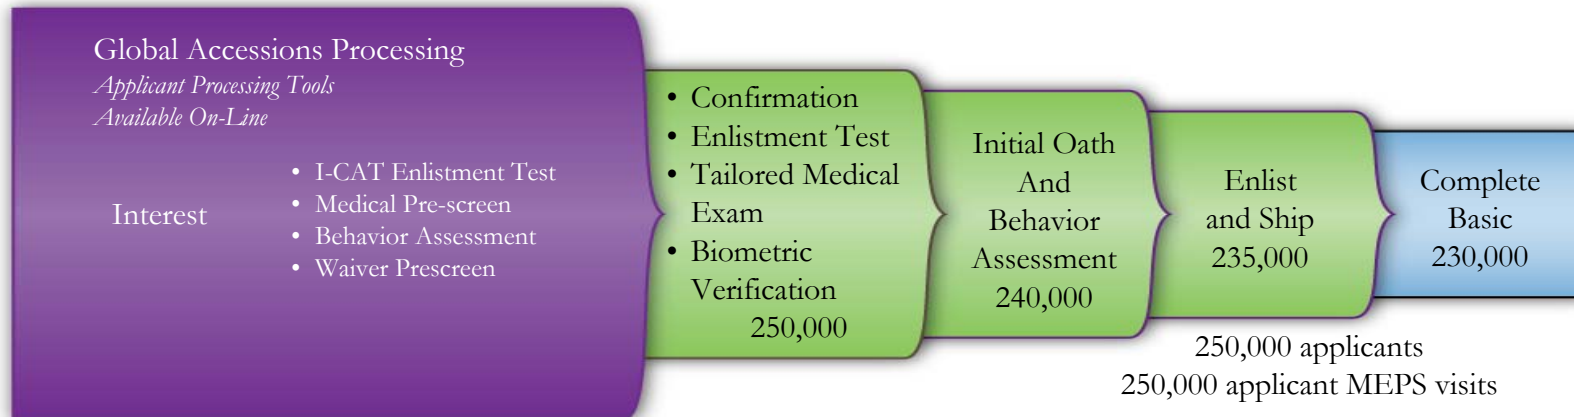 Global Accessions Processing
Applicant Processing Tools
Available On-Line
Interest
• I-CAT Enlistment Test
• Medical Pre-screen
• Behavior Assessment
• Waiver Prescreen
• Confirmation
• Enlistment Test
• Tailored Medical
Exam
• Biometric
Verification
250,000
Initial Oath
And
Behavior
Assessment
240,000
Enlist
and Ship
235,000
Complete
Basic
230,000
250,000 applicants
250,000 applicant MEPS visits